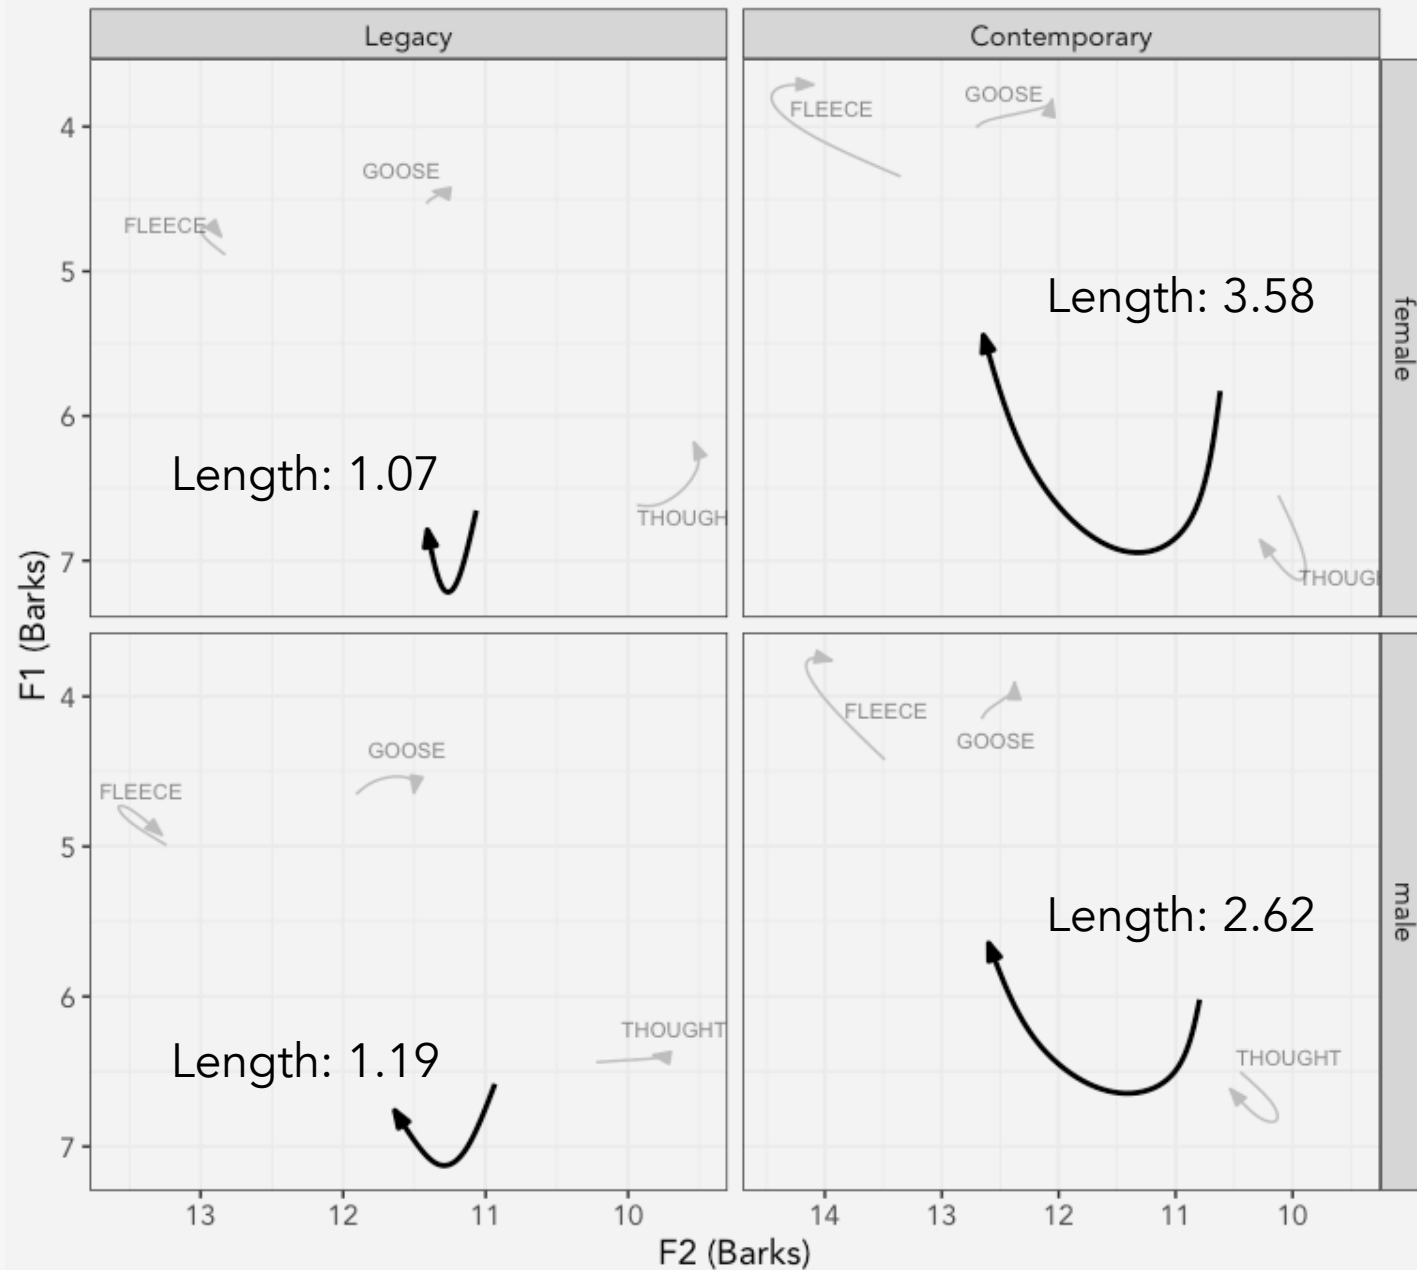 Legacy
Contemporary
FLEECE
GOOSE
4
GOOSE
FLEECE
5
Length: 3.58
female
6
Length: 1.07
THOUGH
7
THOUGH
F1 (Barks)
4
FLEECE
GOOSE
GOOSE
FLEECE
5
male
Length: 2.62
6
THOUGHT
Length: 1.19
THOUGHT
7
13 12 11 10
14 13 12 11 10
F2 (Barks)